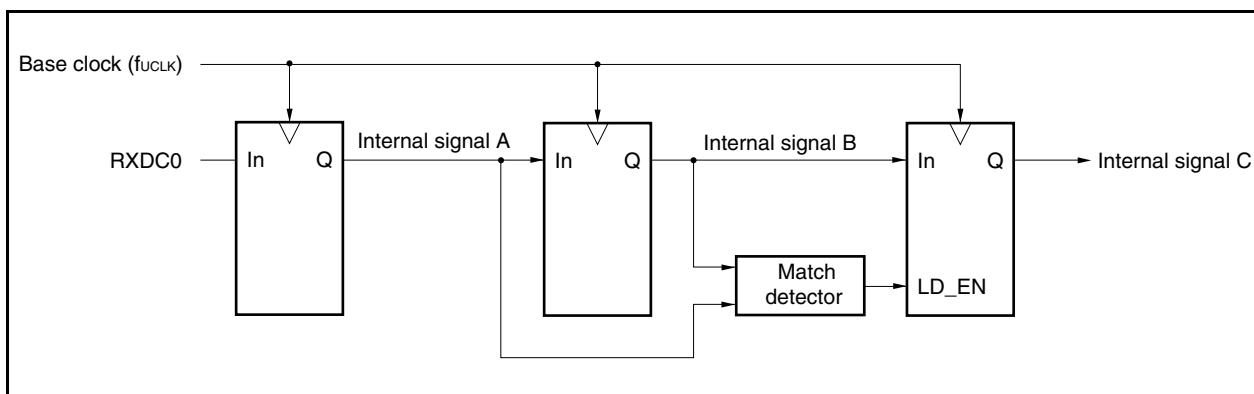 Base clock (fUCLK)
RXDC0
In
Q
Internal signal A
In
Q
Internal signal B
In
Q
Internal signal C
Match
detector
LD_EN